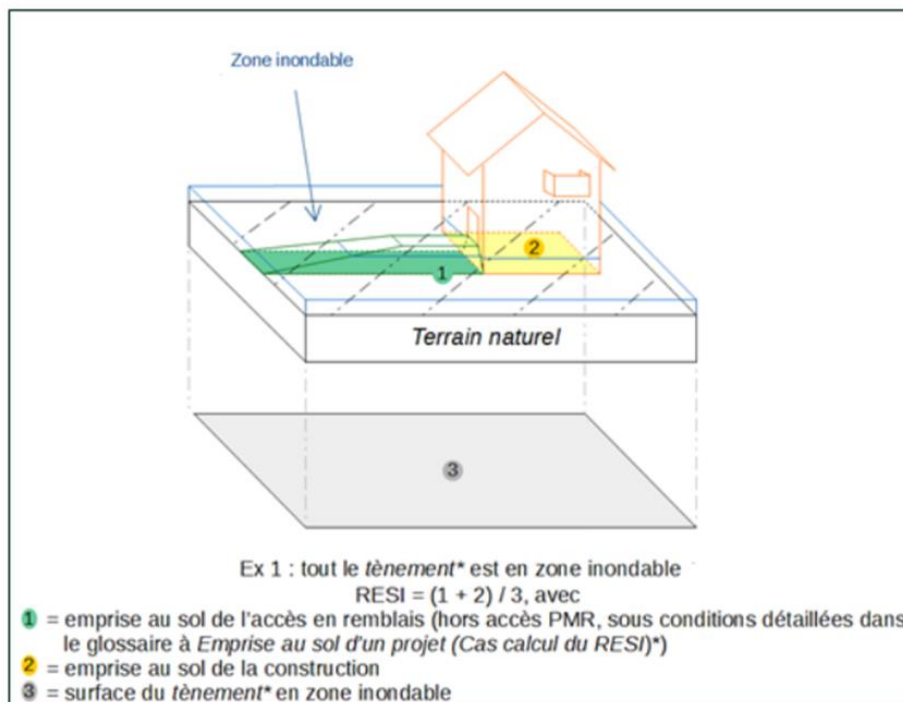 Zone inondable
2
1
Terrain naturel
3
Ex 1 : tout le tènement* est en zone inondable
RESI = (1 + 2) / 3, avec
1 = emprise au sol de l'accès en remblais (hors accès PMR, sous conditions détaillées dans
le glossaire à Emprise au sol d'un projet (Cas calcul du RESI)*)
2 = emprise au sol de la construction
3 = surface du tènement* en zone inondable